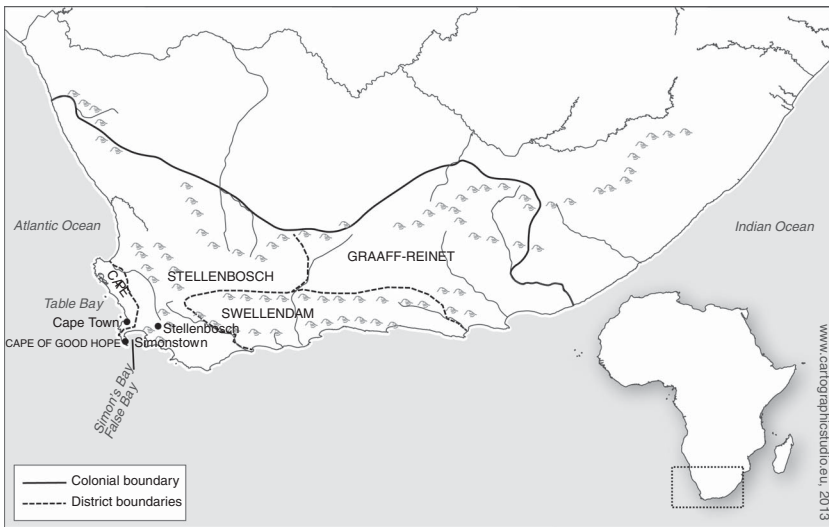 Atlantic Ocean
Indian Ocean
GRAAFF-REINET
STELLENBOSCH
CAPE
Table Bay
SWELLENDAM
Cape Town
Stellenbosch
CAPE OF GOOD HOPE
Simonstown
Simon's Bay
False Bay
Colonial boundary
District boundaries
www.cartographicstudio.eu, 2013